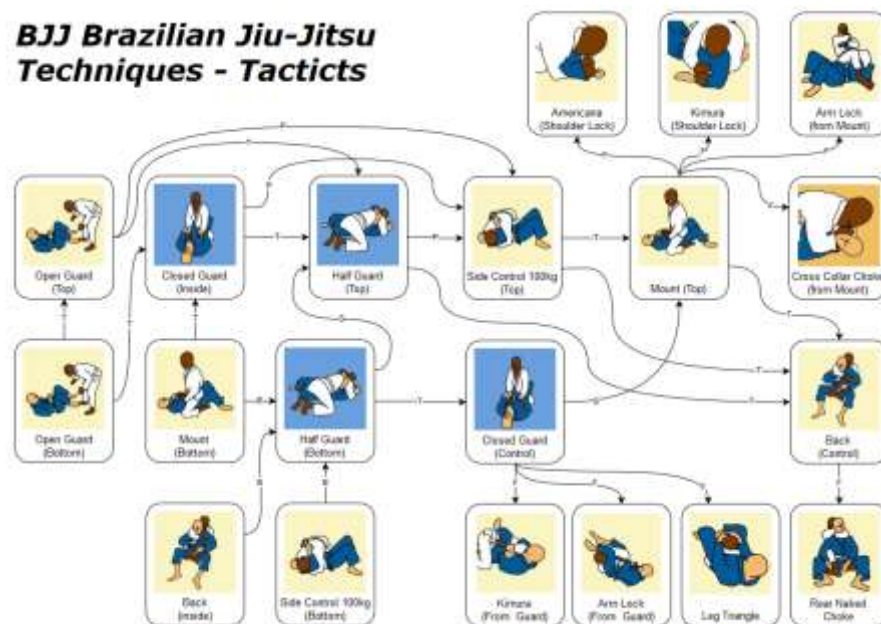 BJJ Brazilian Jiu-Jitsu
Techniques - Tacticts
Americana
(Shoulder Lock)
Kimura
(Shoulder Lock)
Arm Lock
(from Mount)
Open Guard
(Top)
Closed Guard
(Inside)
Half Guard
(Top)
Side Control 100kg
(Top)
Mount (Top)
Cross Collar Choke
(from Mount)
Open Guard
(Bottom)
Mount
(Bottom)
Half Guard
(Bottom)
Closed Guard
(Control)
Back
(Control)
Back
(Inside)
Side Control 100kg
(Bottom)
Kimura
(From Guard)
Arm Lock
(From Guard)
Leg Triangle
Rear Naked
Choke